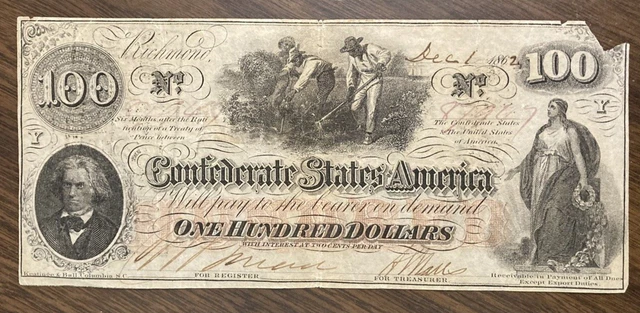 Richmond,
Dec 1 1862
100
No
No
100
Six Months after the Rati
fication of a Treaty of
Peace between
The Confederate States
& The United States
of America.
Y
Y
Confederate States America
Will pay to the bearer on demand
ONE HUNDRED DOLLARS
WITH INTEREST AT TWO CENTS PER DAY
Keatinge & Ball Columbia S.C.
FOR REGISTER
FOR TREASURER
Receivable in Payment of All Dues
Except Export Duties.